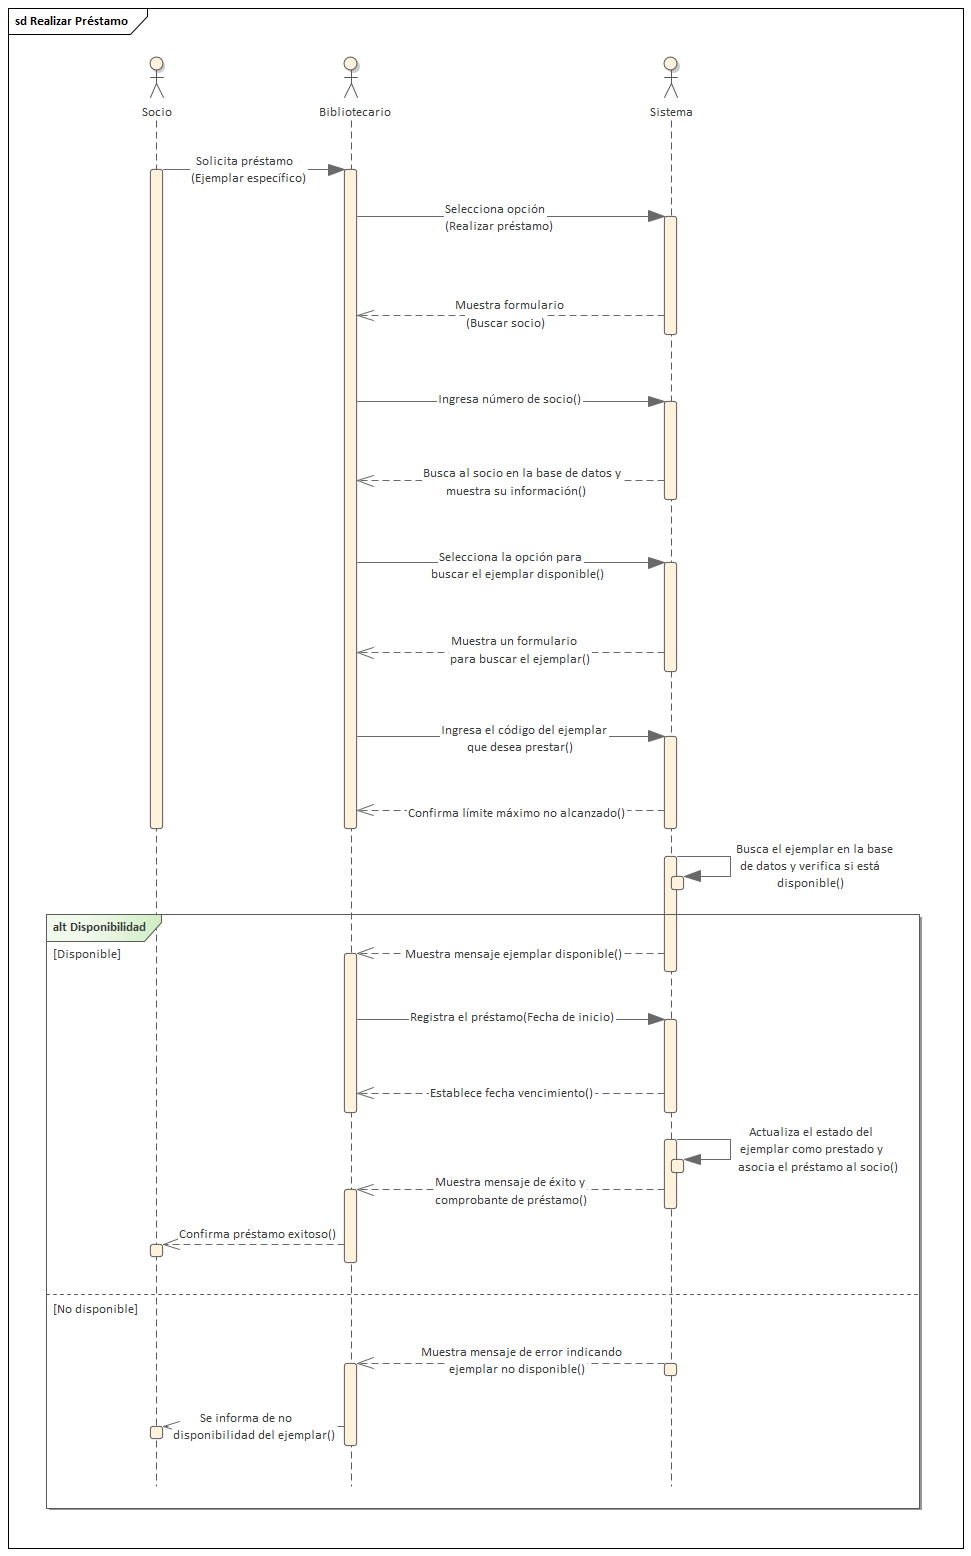 sd Realizar Préstamo
Socio
Bibliotecario
Sistema
Solicita préstamo
(Ejemplar específico)
Selecciona opción
(Realizar préstamo)
Muestra formulario
(Buscar socio)
Ingresa número de socio()
Busca al socio en la base de datos y
muestra su información()
Selecciona la opción para
buscar el ejemplar disponible()
Muestra un formulario
para buscar el ejemplar()
Ingresa el código del ejemplar
que desea prestar()
Confirma límite máximo no alcanzado()
Busca el ejemplar en la base
de datos y verifica si está
disponible()
alt Disponibilidad
[Disponible]
Muestra mensaje ejemplar disponible()
Registra el préstamo(Fecha de inicio)
Establece fecha vencimiento()
Actualiza el estado del
ejemplar como prestado y
asocia el préstamo al socio()
Muestra mensaje de éxito y
comprobante de préstamo()
Confirma préstamo exitoso()
[No disponible]
Muestra mensaje de error indicando
ejemplar no disponible()
Se informa de no
disponibilidad del ejemplar()